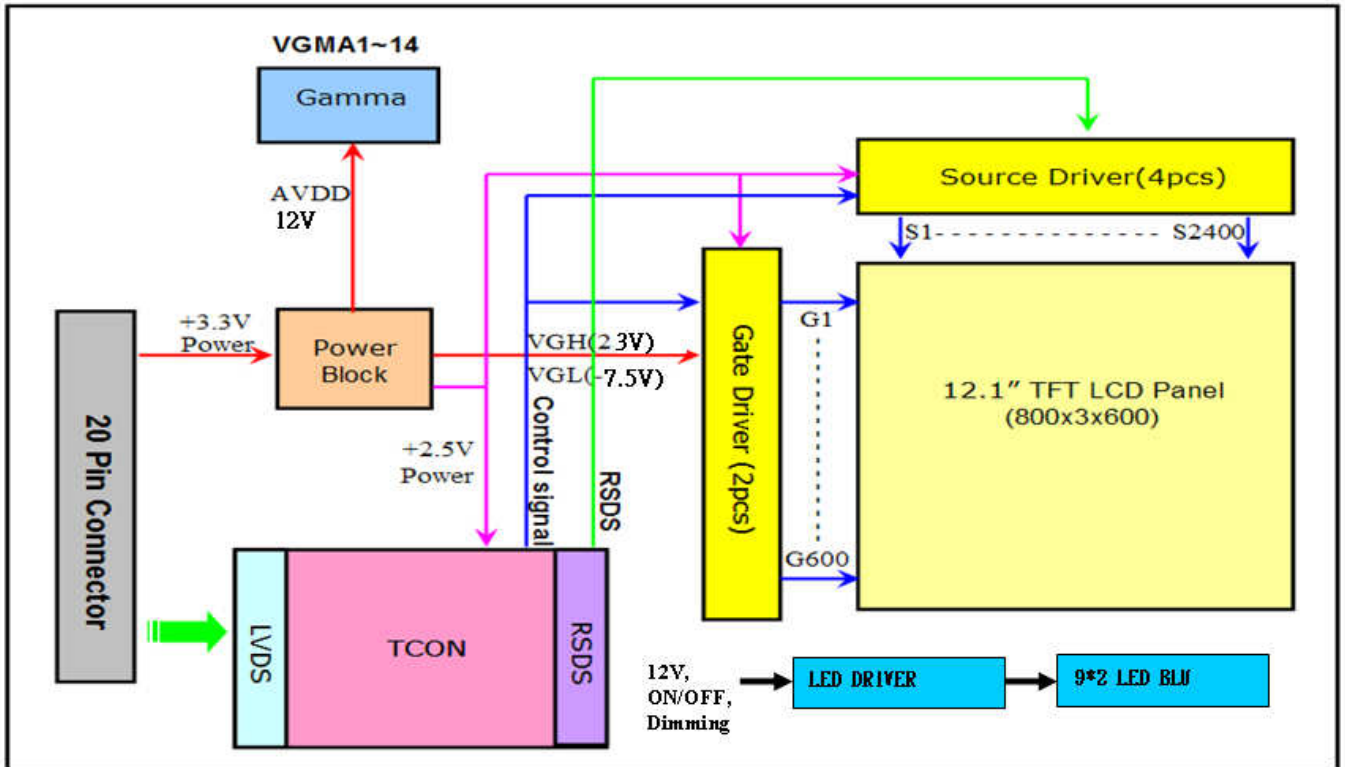 VGMA1~14
Gamma
AVDD
12V
Source Driver(4pcs)
S1- - - - - - - - - - - - - - S2400
+3.3V
Power
Power
Block
VGH(23V)
VGL(-7.5V)
Gate Driver (2pcs)
G1
G600
12.1" TFT LCD Panel
(800x3x600)
20 Pin Connector
+2.5V
Power
Control signal
RSDS
LVDS
TCON
RSDS
12V,
ON/OFF,
Dimming
LED DRIVER
9*2 LED BLU